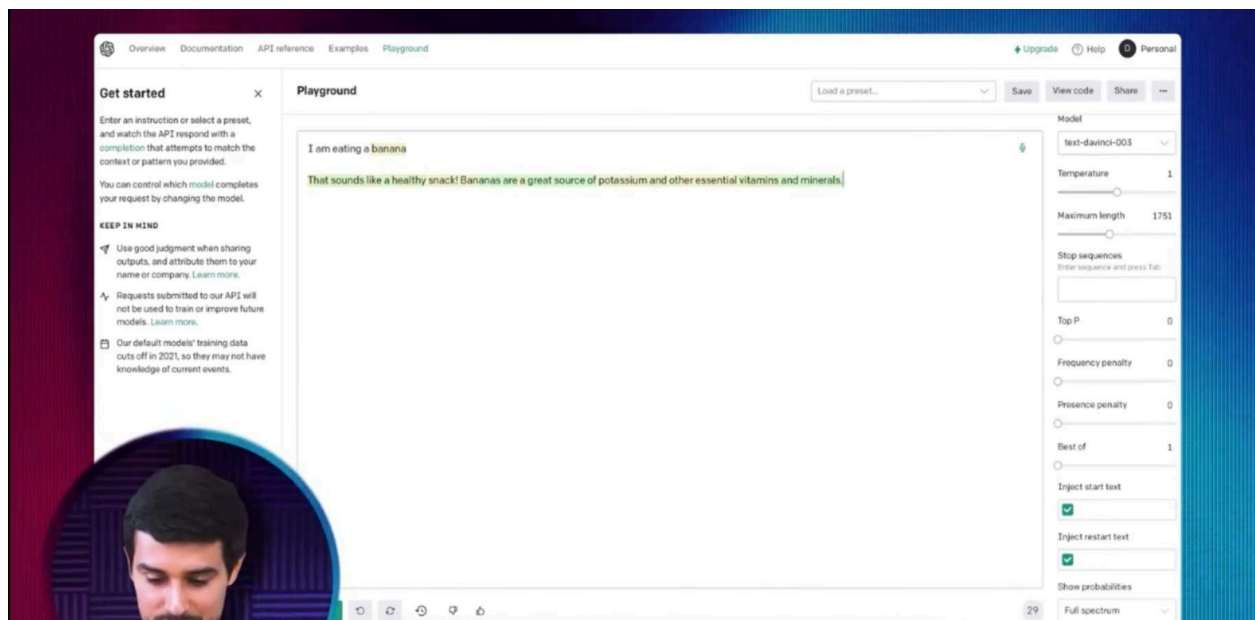 Overview Documentation API reference Examples Playground
Upgrade Help D Personal
Get started
Enter an instruction or select a preset,
and watch the API respond with a
completion that attempts to match the
context or pattern you provided.
You can control which model completes
your request by changing the model.
KEEP IN MIND
Use good judgment when sharing
outputs, and attribute them to your
name or company. Learn more.
Requests submitted to our API will
not be used to train or improve future
models. Learn more.
Our default models' training data
cuts off in 2021, so they may not have
knowledge of current events.
Playground
Load a preset...
Save
View code
Share
I am eating a banana
That sounds like a healthy snack! Bananas are a great source of potassium and other essential vitamins and minerals.
29
Model
text-davinci-003
Temperature 1
Maximum length 1751
Stop sequences
Enter sequence and press Tab
Top P 0
Frequency penalty 0
Presence penalty 0
Best of 1
Inject start text
Inject restart text
Show probabilities
Full spectrum